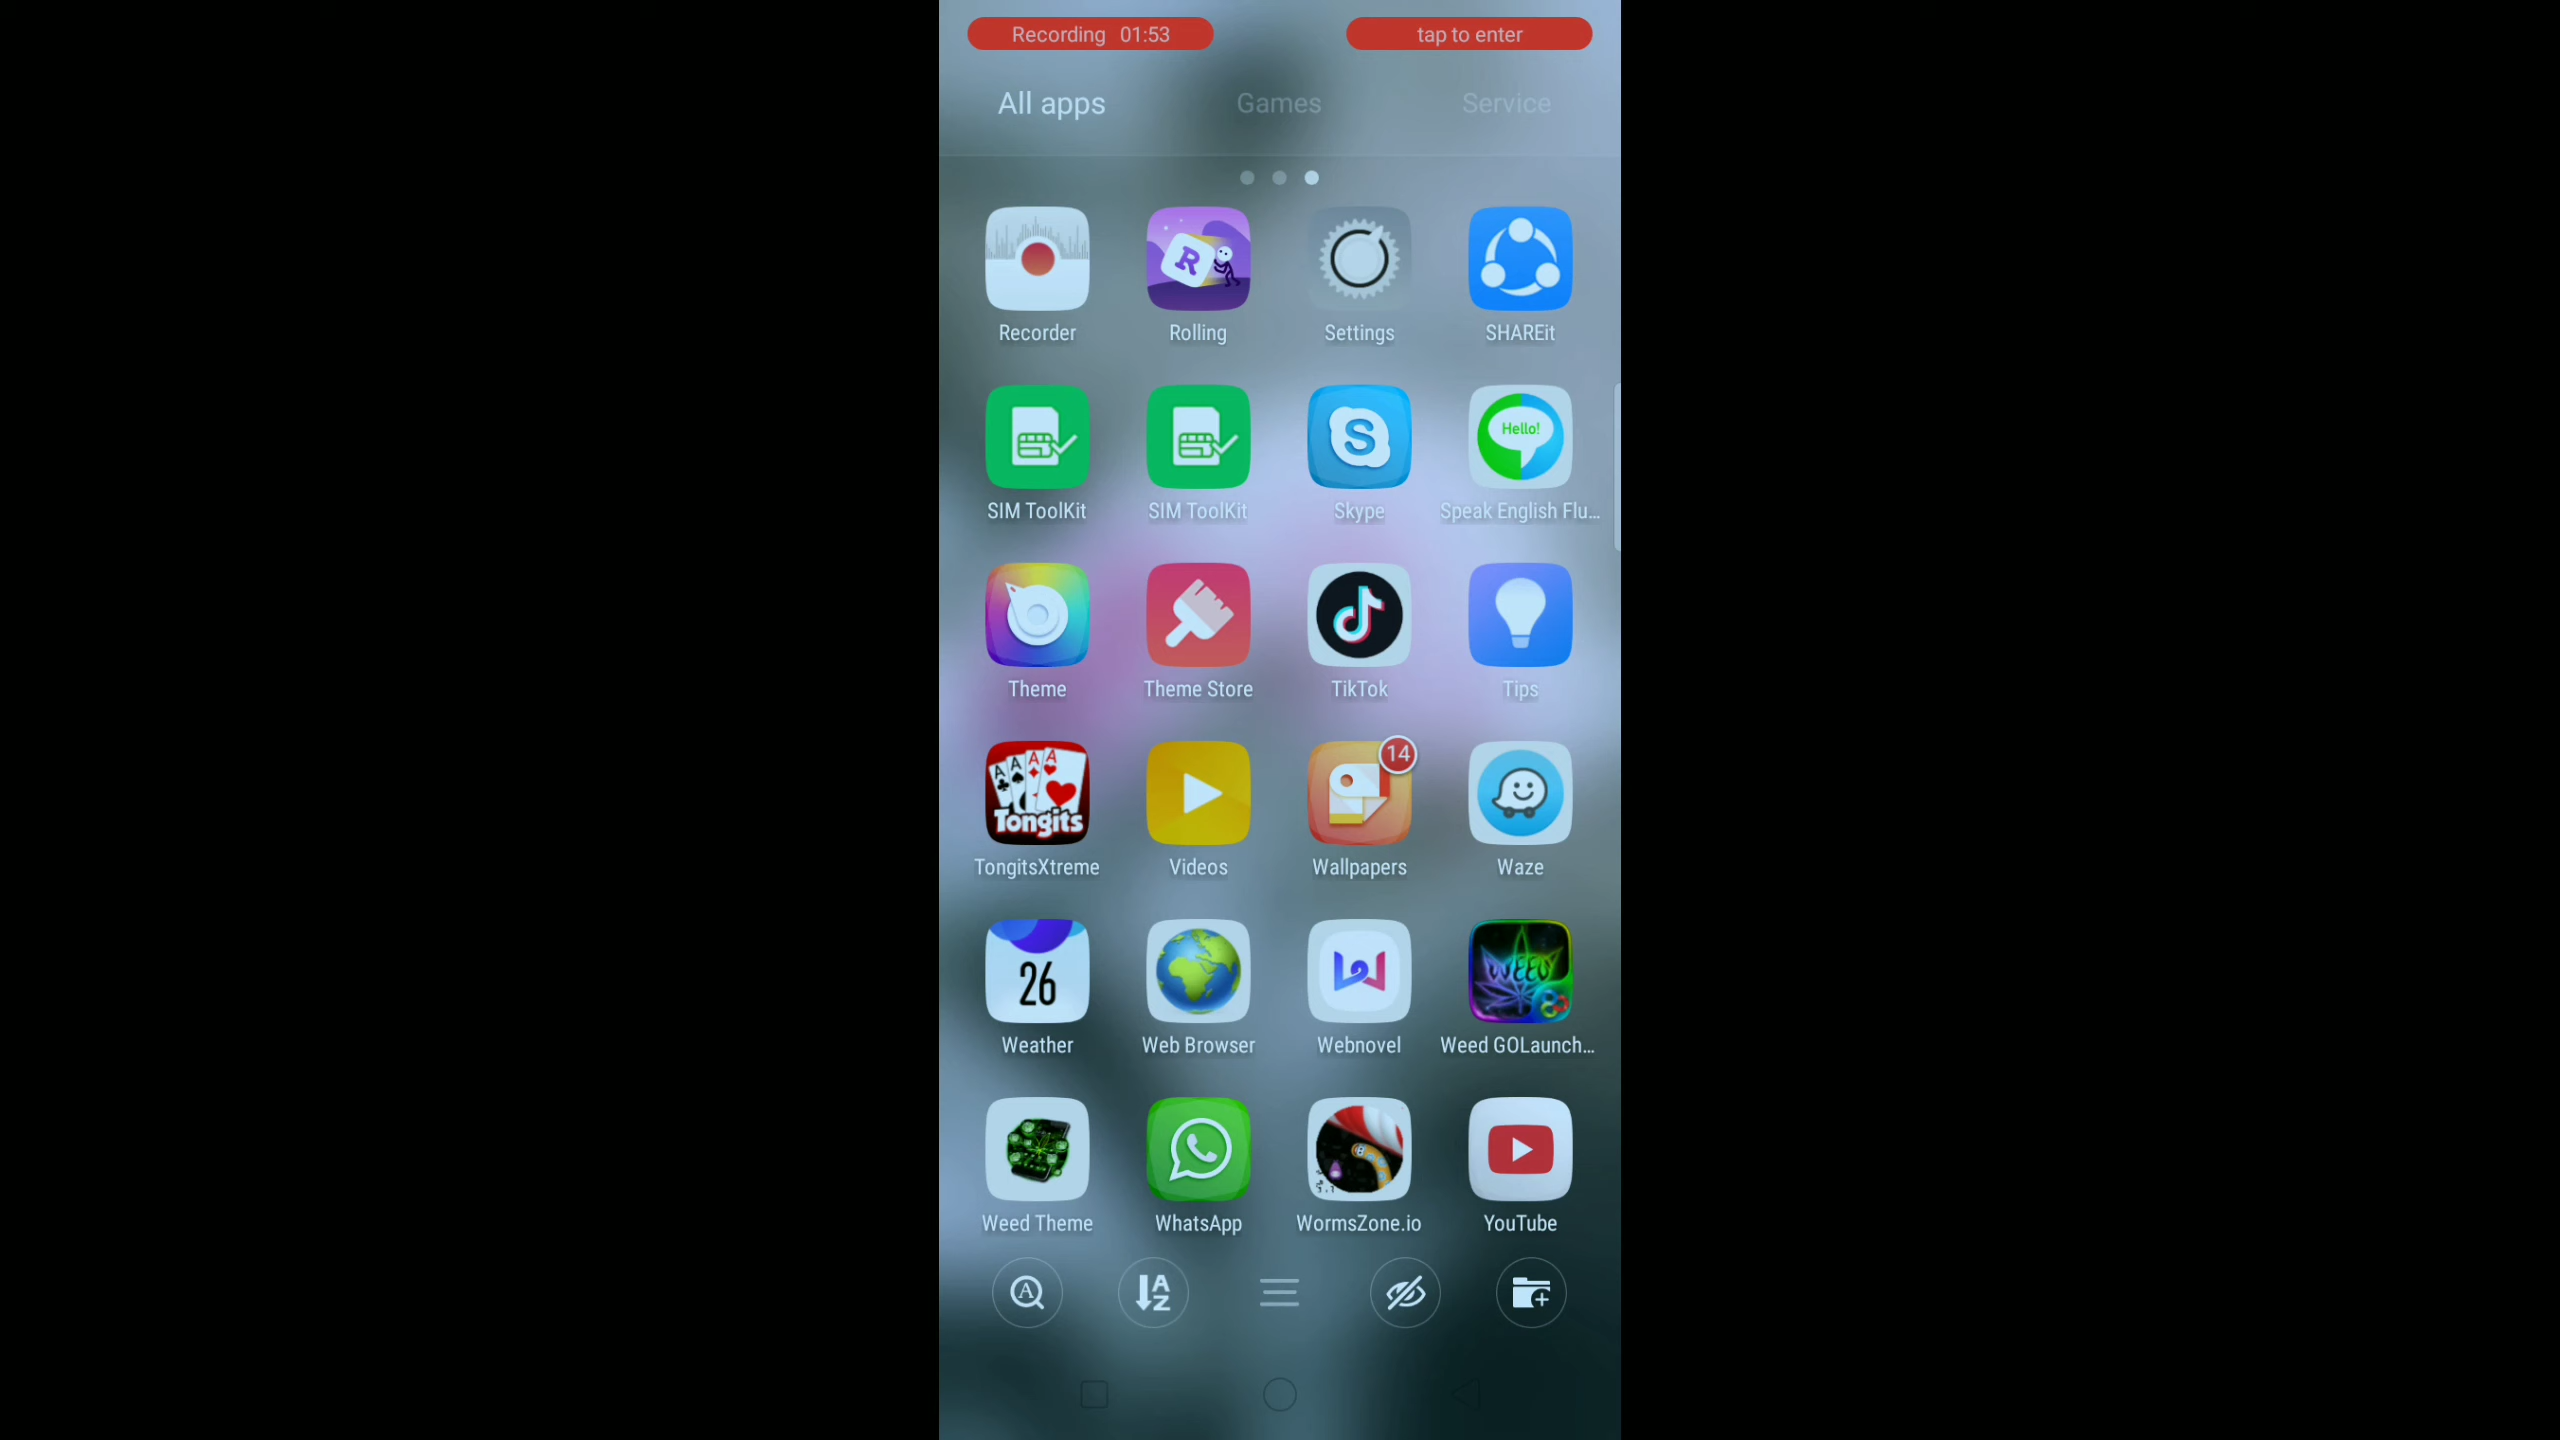 Recording 01:53 tap to enter
All apps Games Service
R
Recorder Rolling Settings SHAREit
S Hello!
SIM ToolKit SIM ToolKit Skype Speak English Flu...
Theme Theme Store TikTok Tips
A A A A 14
Tongits
TongitsXtreme Videos Wallpapers Waze
WEED
26
Weather Web Browser Webnovel Weed GOLaunch...
Weed Theme WhatsApp WormsZone.io YouTube
A A
Z